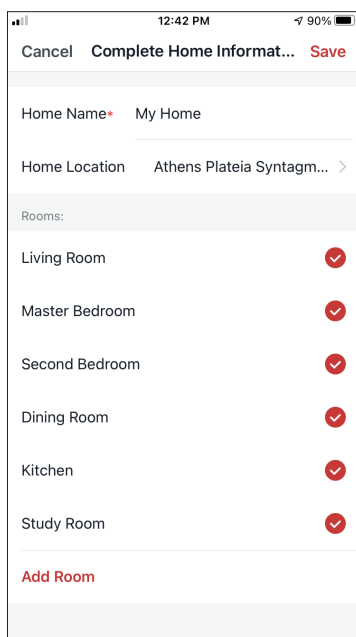 12:42 PM 90%
Cancel Complete Home Informat... Save
Home Name* My Home
Home Location Athens Plateia Syntagm...
Rooms:
Living Room
Master Bedroom
Second Bedroom
Dining Room
Kitchen
Study Room
Add Room